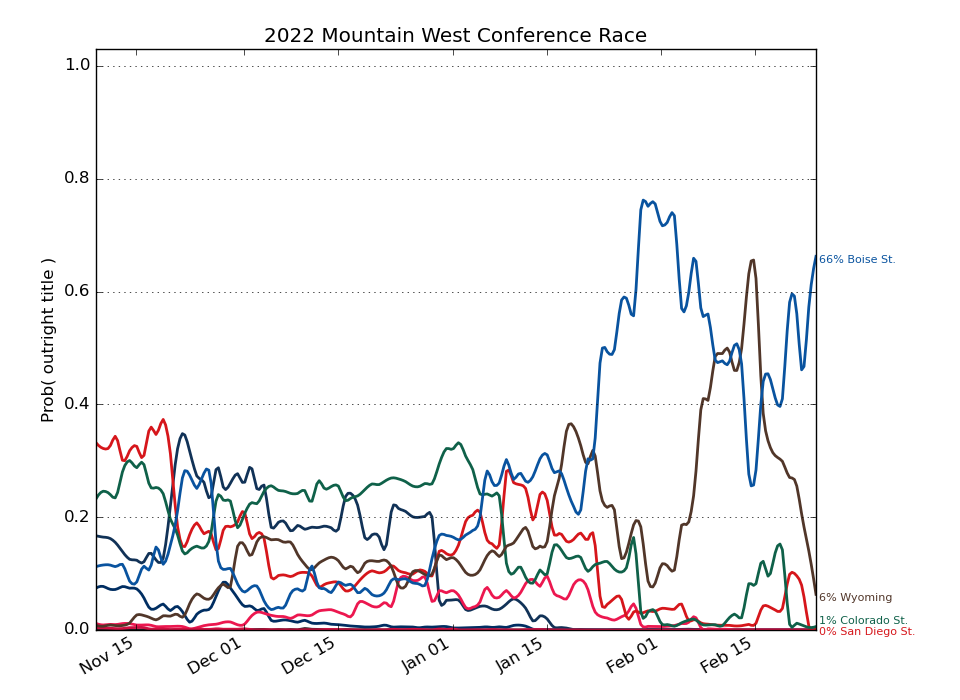 2022 Mountain West Conference Race
1.0
0.8
0.6
0.4
0.2
0.0
Prob( outright title )
66% Boise St.
6% Wyoming
1% Colorado St.
0% San Diego St.
Nov 15
Dec 01
Dec 15
Jan 01
Jan 15
Feb 01
Feb 15